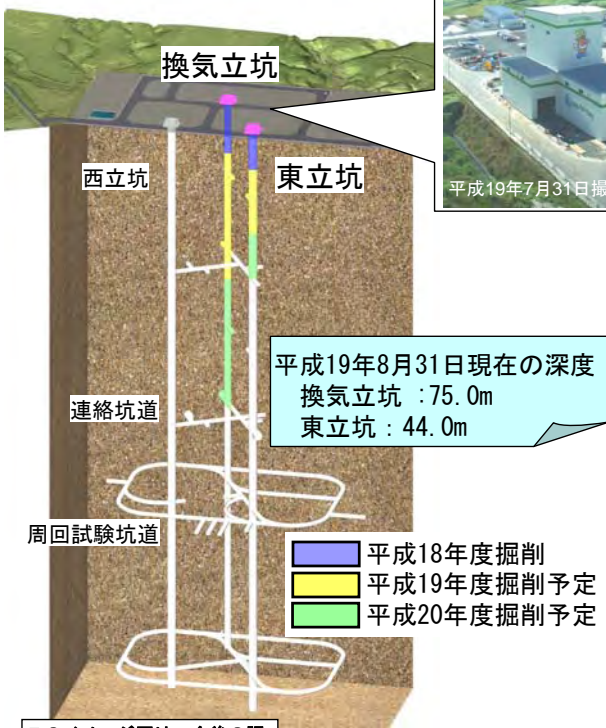 換気立坑
西立坑
東立坑
平成19年7月31日撮
平成19年8月31日現在の深度
換気立坑 :75.0m
東立坑：44.0m
連絡坑道
周回試験坑道
平成18年度掘削
平成19年度掘削予定
平成20年度掘削予定